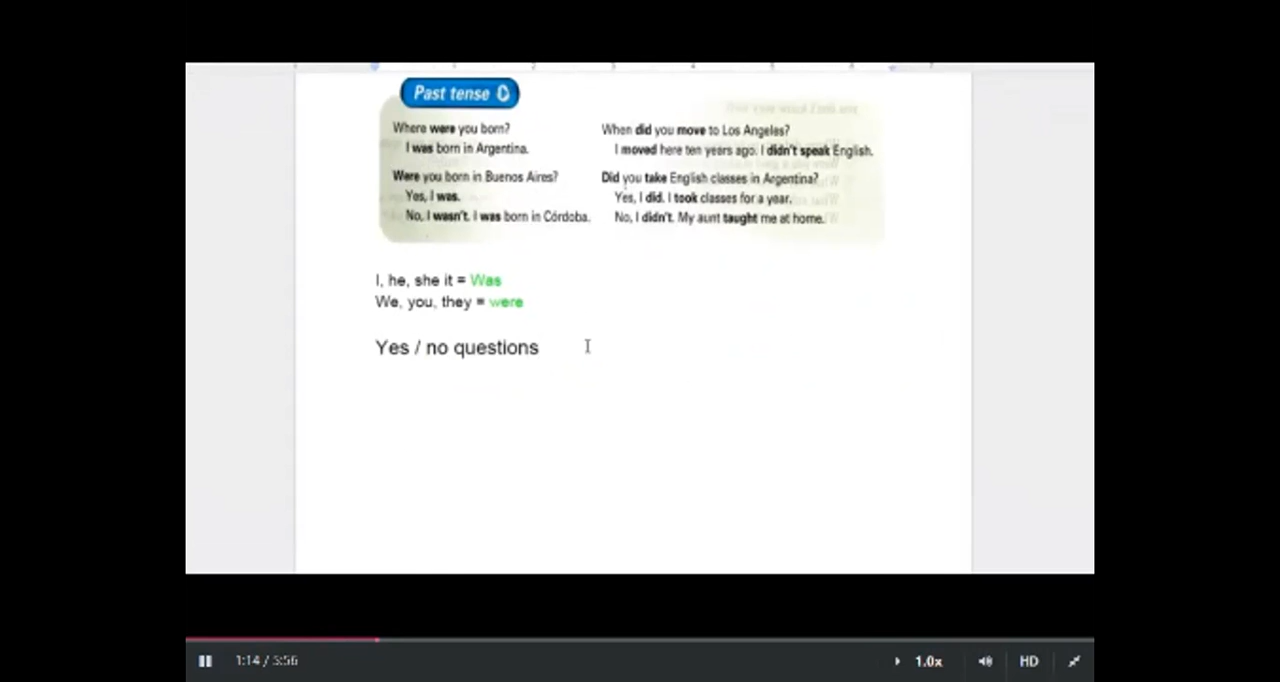 Past tense
Where were you born?
I was born in Argentina.
Were you born in Buenos Aires?
Yes, I was.
No, I wasn't. I was born in Córdoba.
When did you move to Los Angeles?
I moved here ten years ago. I didn't speak English.
Did you take English classes in Argentina?
Yes, I did. I took classes for a year.
No, I didn't. My aunt taught me at home.
I, he, she it = Was
We, you, they = were
Yes / no questions
1:14 / 5:56
1.0x
HD